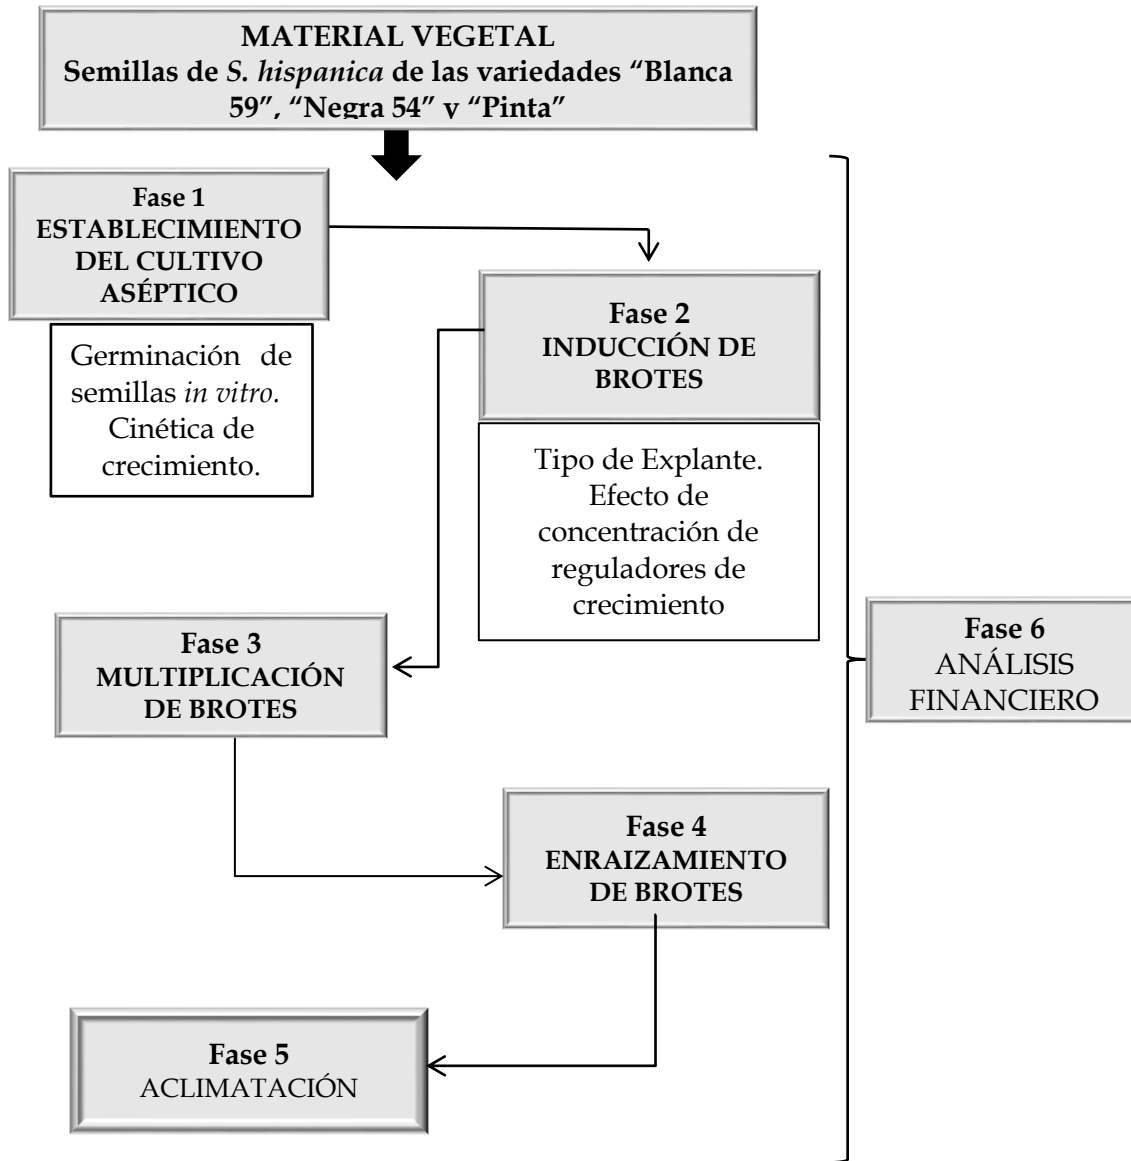 MATERIAL VEGETAL
Semillas de S. hispanica de las variedades “Blanca
59”, “Negra 54” y “Pinta”
Fase 1
ESTABLECIMIENTO
DEL CULTIVO
ASÉPTICO
Germinación de
semillas in vitro.
Cinética de
crecimiento.
Fase 2
INDUCCIÓN DE
BROTES
Tipo de Explante.
Efecto de
concentración de
reguladores de
crecimiento
Fase 3
MULTIPLICACIÓN
DE BROTES
Fase 4
ENRAIZAMIENTO
DE BROTES
Fase 5
ACLIMATACIÓN
Fase 6
ANÁLISIS
FINANCIERO